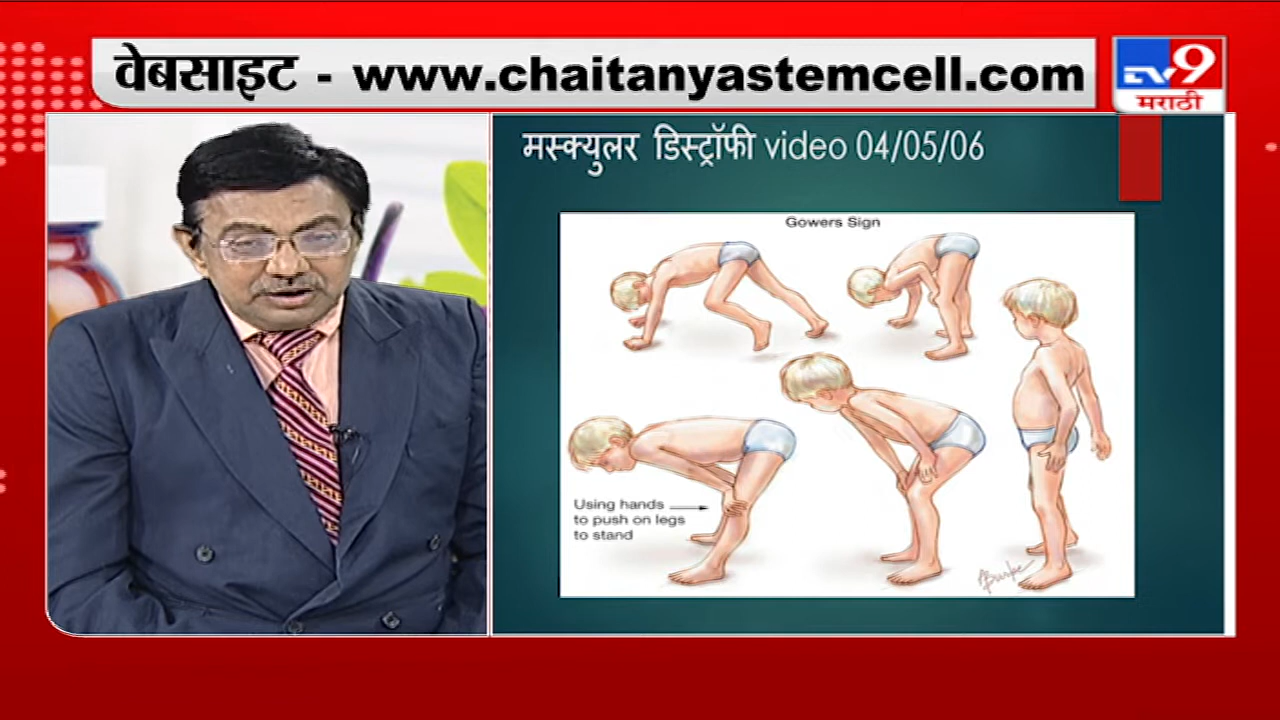 वेबसाइट - www.chaitanyastemcell.com
TV9
मराठी
मस्क्युलर डिस्ट्रॉफी video 04/05/06
Gowers Sign
Using hands
to push on legs
to stand
ABurke